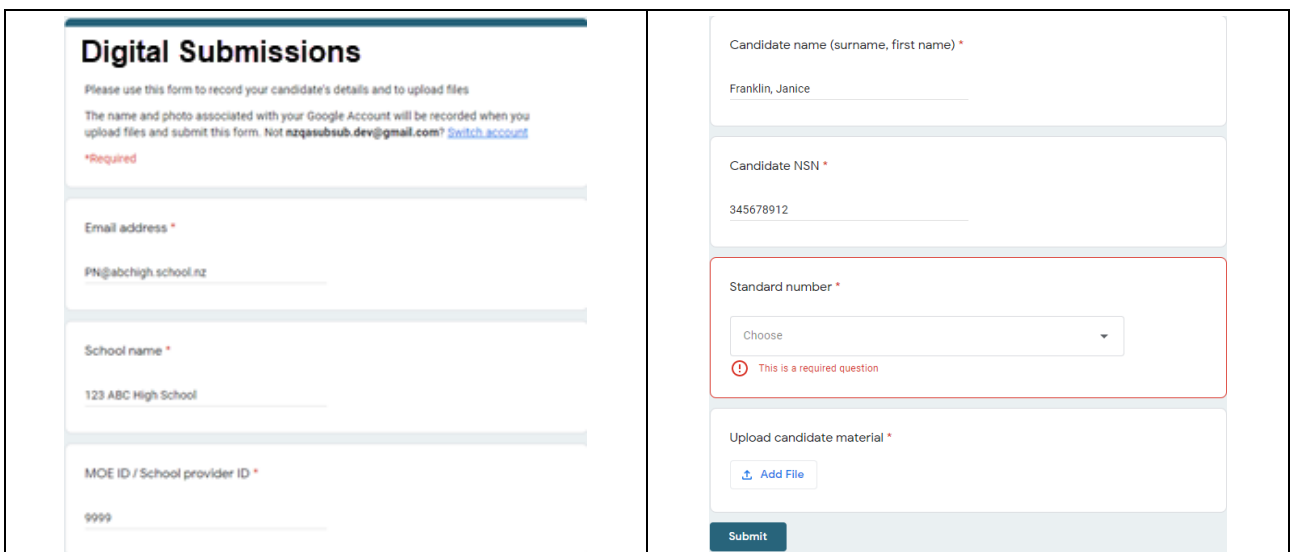 Digital Submissions
Please use this form to record your candidate's details and to upload files
The name and photo associated with your Google Account will be recorded when you
upload files and submit this form. Not nzqasubsub.dev@gmail.com? Switch account
*Required
Email address *
PN@abchigh.school.nz
School name *
123 ABC High School
MOE ID / School provider ID *
9999
Candidate name (surname, first name) *
Franklin, Janice
Candidate NSN *
345678912
Standard number *
Choose
This is a required question
Upload candidate material *
Add File
Submit